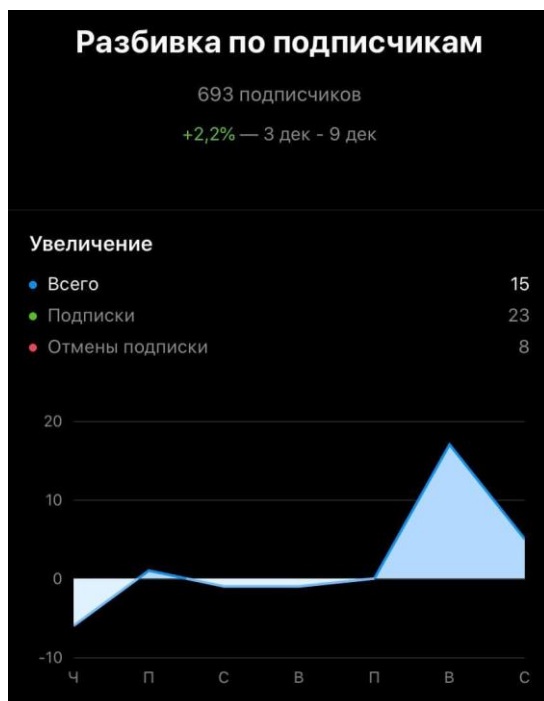 Разбивка по подписчикам
693 подписчиков
+2,2% — 3 дек - 9 дек
Увеличение
Всего 15
Подписки 23
Отмены подписки 8
20
10
0
-10
Ч П С В П В С